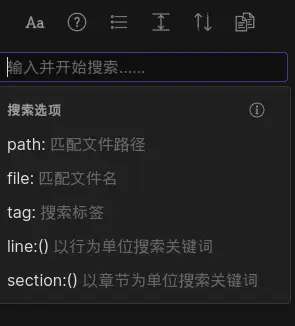 Aa
输入并开始搜索......
搜索选项
path: 匹配文件路径
file: 匹配文件名
tag: 搜索标签
line:() 以行为单位搜索关键词
section:() 以章节为单位搜索关键词